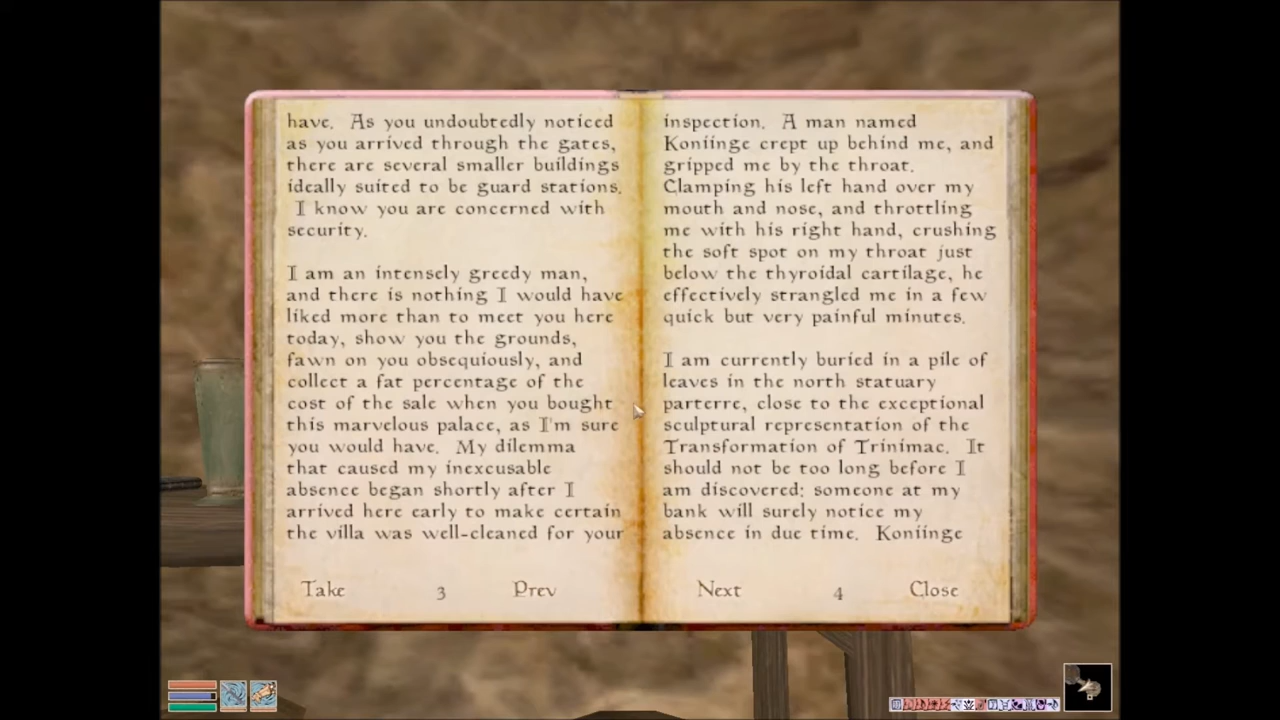 have. As you undoubtedly noticed
as you arrived through the gates,
there are several smaller buildings
ideally suited to be guard stations.
I know you are concerned with
security.
I am an intensely greedy man,
and there is nothing I would have
liked more than to meet you here
today, show you the grounds,
fawn on you obsequiously, and
collect a fat percentage of the
cost of the sale when you bought
this marvelous palace, as I'm sure
you would have. My dilemma
that caused my inexcusable
absence began shortly after I
arrived here early to make certain
the villa was well-cleaned for your
inspection. A man named
Koniinge crept up behind me, and
gripped me by the throat.
Clamping his left hand over my
mouth and nose, and throttling
me with his right hand, crushing
the soft spot on my throat just
below the thyroidal cartilage, he
effectively strangled me in a few
quick but very painful minutes.
I am currently buried in a pile of
leaves in the north statuary
parterre, close to the exceptional
sculptural representation of the
Transformation of Trinimac. It
should not be too long before I
am discovered: someone at my
bank will surely notice my
absence in due time. Koniinge
Take 3 Prev Next 4 Close